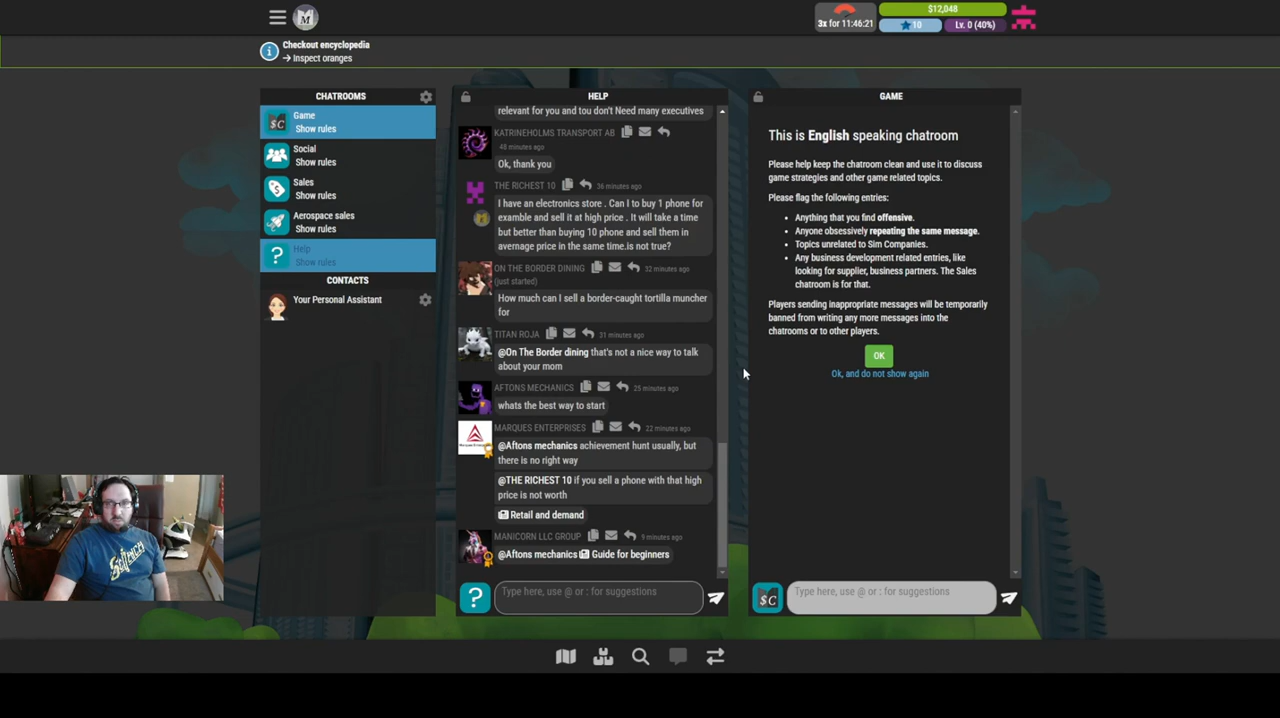 3x for 11:46:21
$12,048
10
Lv. 0 (40%)
Checkout encyclopedia
→ Inspect oranges
CHATROOMS
Game
Show rules
Social
Show rules
Sales
Show rules
Aerospace sales
Show rules
Help
Show rules
CONTACTS
Your Personal Assistant
HELP
relevant for you and tou don't Need many executives
KATRINEHOLMS TRANSPORT AB
48 minutes ago
Ok, thank you
THE RICHEST 10 36 minutes ago
I have an electronics store . Can I to buy 1 phone for
examble and sell it at high price . It will take a time
but better than buying 10 phone and sell them in
avernage price in the same time.is not true?
ON THE BORDER DINING 32 minutes ago
(just started)
How much can I sell a border-caught tortilla muncher
for
TITAN ROJA 31 minutes ago
@On The Border dining that's not a nice way to talk
about your mom
AFTONS MECHANICS 25 minutes ago
whats the best way to start
MARQUES ENTERPRISES 22 minutes ago
@Aftons mechanics achievement hunt usually, but
there is no right way
@THE RICHEST 10 if you sell a phone with that high
price is not worth
Retail and demand
MANICORN LLC GROUP 9 minutes ago
@Aftons mechanics Guide for beginners
Type here, use @ or : for suggestions
GAME
This is English speaking chatroom
Please help keep the chatroom clean and use it to discuss
game strategies and other game related topics.
Please flag the following entries:
• Anything that you find offensive.
• Anyone obsessively repeating the same message.
• Topics unrelated to Sim Companies.
• Any business development related entries, like
looking for supplier, business partners. The Sales
chatroom is for that.
Players sending inappropriate messages will be temporarily
banned from writing any more messages into the
chatrooms or to other players.
OK
Ok, and do not show again
Type here, use @ or : for suggestions